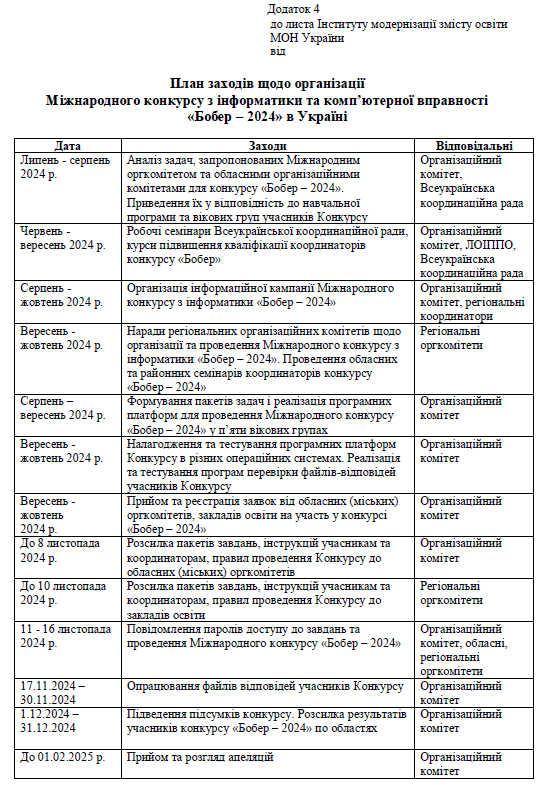 Додаток 4
до листа Інституту модернізації змісту освіти
МОН України
від
План заходів щодо організації
Міжнародного конкурсу з інформатики та комп’ютерної вправності
«Бобер – 2024» в Україні
Дата Заходи Відповідальні
Липень - серпень
2024 р.
Аналіз задач, запропонованих Міжнародним
оргкомітетом та обласними організаційними
комітетами для конкурсу «Бобер – 2024».
Приведення їх у відповідність до навчальної
програми та вікових груп учасників Конкурсу
Організаційний
комітет,
Всеукраїнська
координаційна рада
Червень -
вересень 2024 р.
Робочі семінари Всеукраїнської координаційної ради,
курси підвищення кваліфікації координаторів
конкурсу «Бобер»
Організаційний
комітет, ЛОІППО,
Всеукраїнська
координаційна рада
Серпень -
жовтень 2024 р.
Організація інформаційної кампанії Міжнародного
конкурсу з інформатики «Бобер – 2024»
Організаційний
комітет, регіональні
координатори
Вересень -
жовтень 2024 р.
Наради регіональних організаційних комітетів щодо
організації та проведення Міжнародного конкурсу з
інформатики «Бобер – 2024». Проведення обласних
та районних семінарів координаторів конкурсу
«Бобер – 2024»
Регіональні
оргкомітети
Серпень –
вересень 2024 р.
Формування пакетів задач і реалізація програмних
платформ для проведення Міжнародного конкурсу
«Бобер – 2024» у п’яти вікових групах
Організаційний
комітет
Вересень -
жовтень 2024 р.
Налагодження та тестування програмних платформ
Конкурсу в різних операційних системах. Реалізація
та тестування програм перевірки файлів-відповідей
учасників Конкурсу
Організаційний
комітет
Вересень -
жовтень
2024 р.
Прийом та реєстрація заявок від обласних (міських)
оргкомітетів, закладів освіти на участь у конкурсі
«Бобер – 2024»
Організаційний
комітет
До 8 листопада
2024 р.
Розсилка пакетів завдань, інструкцій учасникам та
координаторам, правил проведення Конкурсу до
обласних (міських) оргкомітетів
Організаційний
комітет
До 10 листопада
2024 р.
Розсилка пакетів завдань, інструкцій учасникам та
координаторам, правил проведення Конкурсу до
закладів освіти
Регіональні
оргкомітети
11 - 16 листопада
2024 р.
Повідомлення паролів доступу до завдань та
проведення Міжнародного конкурсу «Бобер – 2024»
Організаційний
комітет, обласні,
регіональні
оргкомітети
17.11.2024 –
30.11.2024
Опрацювання файлів відповідей учасників Конкурсу
Організаційний
комітет
1.12.2024 –
31.12.2024
Підведення підсумків конкурсу. Розсилка результатів
учасників конкурсу «Бобер – 2024» по областях
Організаційний
комітет
До 01.02.2025 р.
Прийом та розгляд апеляцій
Організаційний
комітет